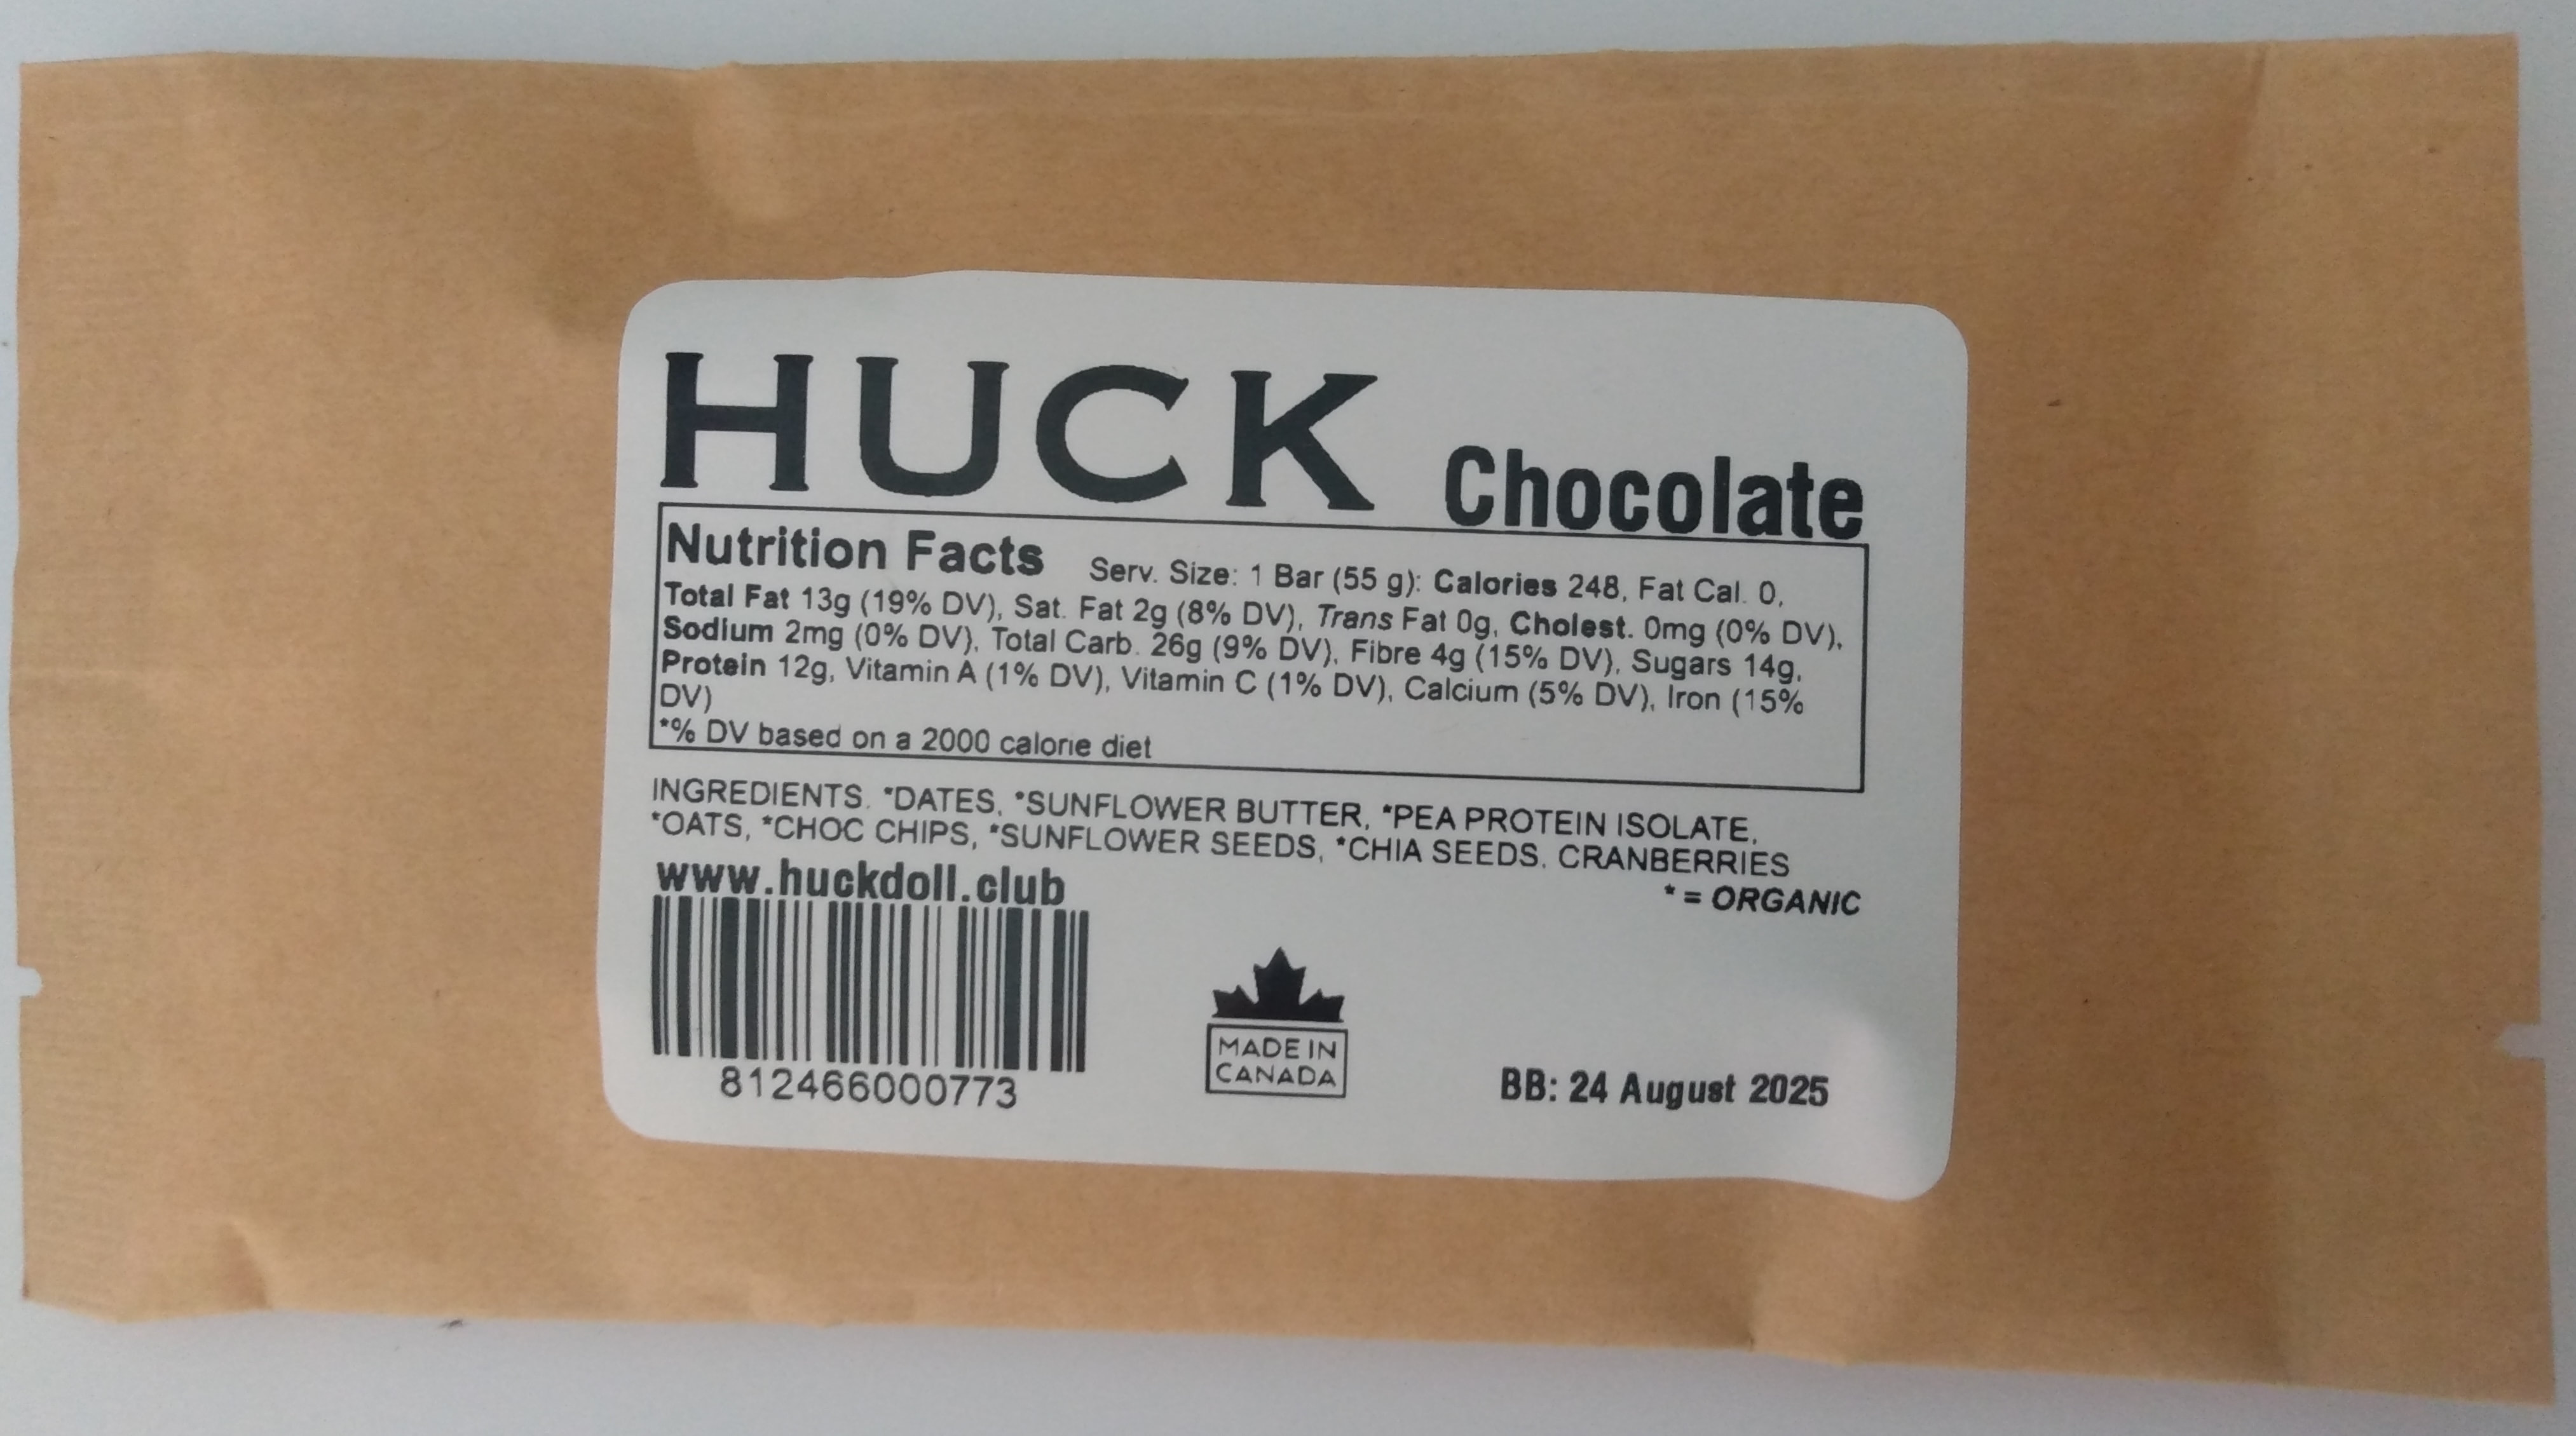 HUCK Chocolate
Nutrition Facts Serv. Size: 1 Bar (55 g): Calories 248, Fat Cal. 0,
Total Fat 13g (19% DV), Sat. Fat 2g (8% DV), Trans Fat 0g, Cholest. 0mg (0% DV),
Sodium 2mg (0% DV), Total Carb. 26g (9% DV), Fibre 4g (15% DV), Sugars 14g,
Protein 12g, Vitamin A (1% DV), Vitamin C (1% DV), Calcium (5% DV), Iron (15%
DV)
*% DV based on a 2000 calorie diet
INGREDIENTS. *DATES, *SUNFLOWER BUTTER, *PEA PROTEIN ISOLATE,
*OATS, *CHOC CHIPS, *SUNFLOWER SEEDS, *CHIA SEEDS. CRANBERRIES
* = ORGANIC
www.huckdoll.club
812466000773
MADE IN
CANADA
BB: 24 August 2025